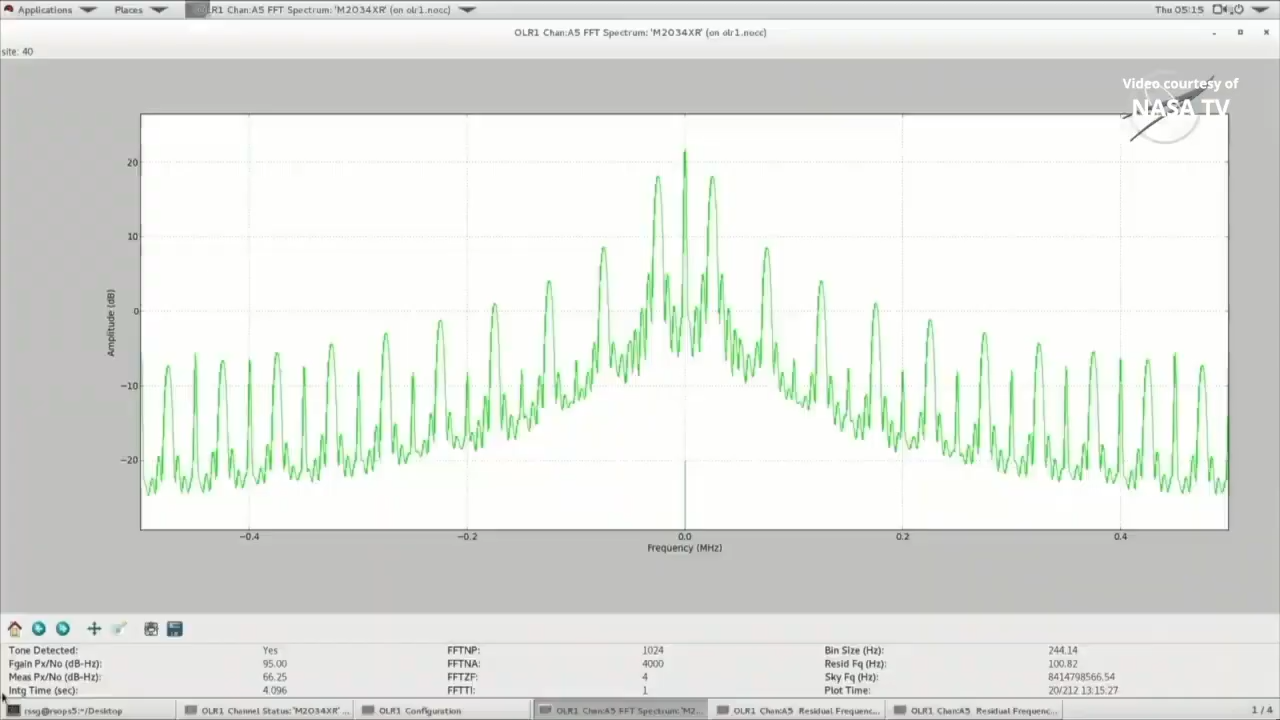 Applications Places OLR1 Chan:A5 FFT Spectrum: 'M2034XR' (on olr1.nocc) Thu 05:15
OLR1 Chan:A5 FFT Spectrum: 'M2034XR' (on olr1.nocc)
site: 40
Video courtesy of
NASA TV
20
10
0
−10
−20
Amplitude (dB)
−0.4 −0.2 0.0 0.2 0.4
Frequency (MHz)
Tone Detected: Yes FFTNP: 1024 Bin Size (Hz): 244.14
Fgain Px/No (dB-Hz): 95.00 FFTNA: 4000 Resid Fq (Hz): 100.82
Meas Px/No (dB-Hz): 66.25 FFTZF: 4 Sky Fq (Hz): 8414798566.54
Intg Time (sec): 4.096 FFTTI: 1 Plot Time: 20/212 13:15:27
rssg@rsops5:~/Desktop OLR1 Channel Status:'M2034XR' ... OLR1 Configuration OLR1 Chan:A5 FFT Spectrum:'M2... OLR1 Chan:A5 Residual Frequenc... OLR1 Chan:A5 Residual Frequenc... 1 / 4